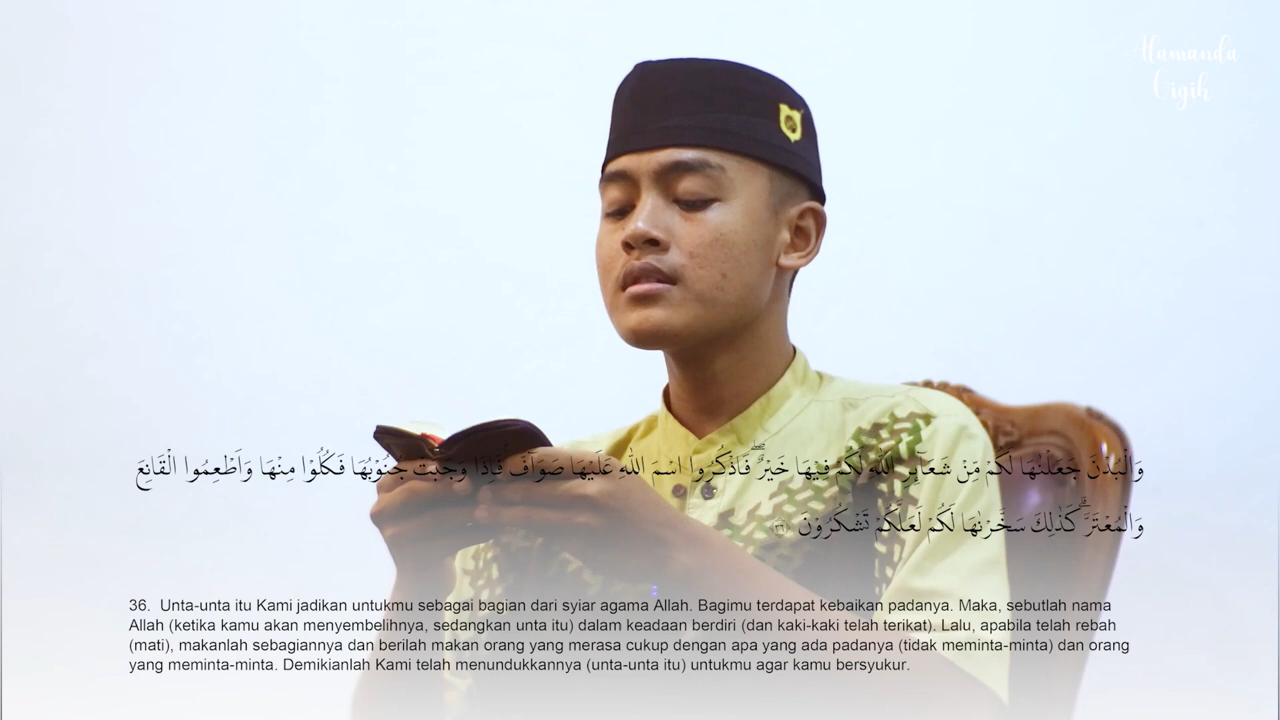 Alamanda
Gigih
وَالْبُدْنَ جَعَلْنٰهَا لَكُمْ مِّنْ شَعَاۤىِٕرِ اللّٰهِ لَكُمْ فِيْهَا خَيْرٌۖ فَاذْكُرُوا اسْمَ اللّٰهِ عَلَيْهَا صَوَاۤفَّۚ فَاِذَا وَجَبَتْ جُنُوْبُهَا فَكُلُوْا مِنْهَا وَاَطْعِمُوا الْقَانِعَ
وَالْمُعْتَرَّۗ كَذٰلِكَ سَخَّرْنٰهَا لَكُمْ لَعَلَّكُمْ تَشْكُرُوْنَ ٣٦
36. Unta-unta itu Kami jadikan untukmu sebagai bagian dari syiar agama Allah. Bagimu terdapat kebaikan padanya. Maka, sebutlah nama
Allah (ketika kamu akan menyembelihnya, sedangkan unta itu) dalam keadaan berdiri (dan kaki-kaki telah terikat). Lalu, apabila telah rebah
(mati), makanlah sebagiannya dan berilah makan orang yang merasa cukup dengan apa yang ada padanya (tidak meminta-minta) dan orang
yang meminta-minta. Demikianlah Kami telah menundukkannya (unta-unta itu) untukmu agar kamu bersyukur.